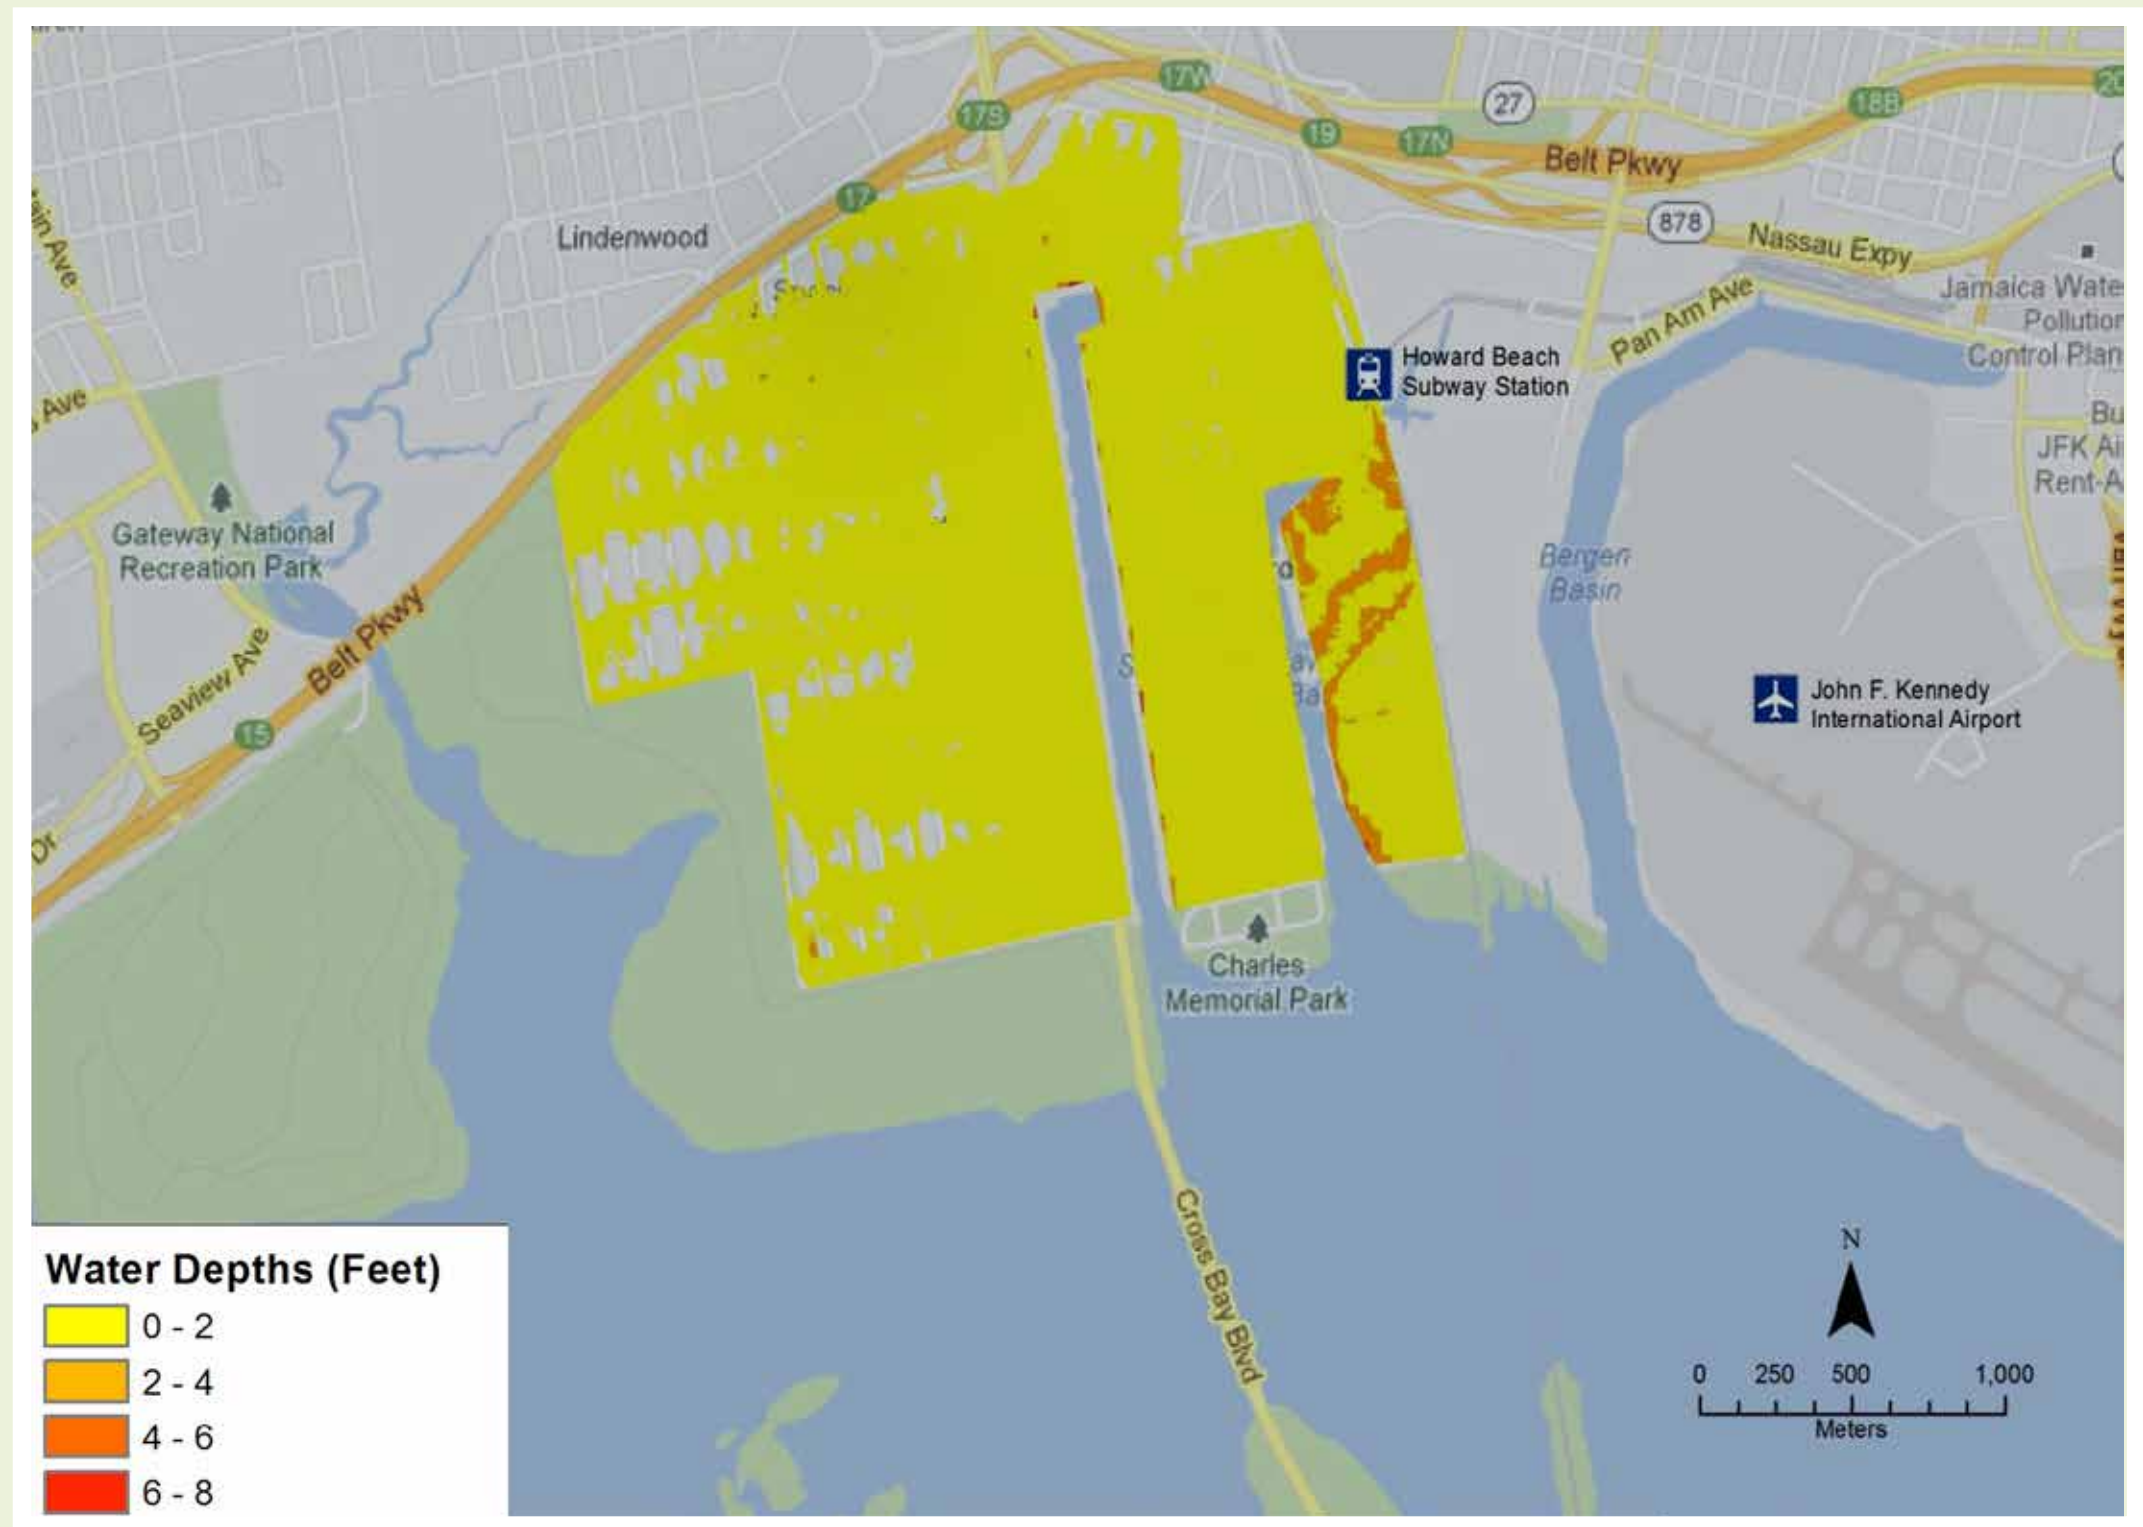 17W
17S
27
18B
19
17N
Belt Pkwy
17
878
Nassau Expy
Lindenwood
Jamaica Wate
Pollution
Control Plan
Pan Am Ave
Howard Beach
Subway Station
Ave
Bu
JFK Ai
Rent-A
Gateway National
Recreation Park
Bergen
Basin
Belt Pkwy
Seaview Ave
15
John F. Kennedy
International Airport
Dr
Charles
Memorial Park
Cross Bay Blvd
N
Water Depths (Feet)
0 - 2
2 - 4
4 - 6
6 - 8
0 250 500 1,000
Meters